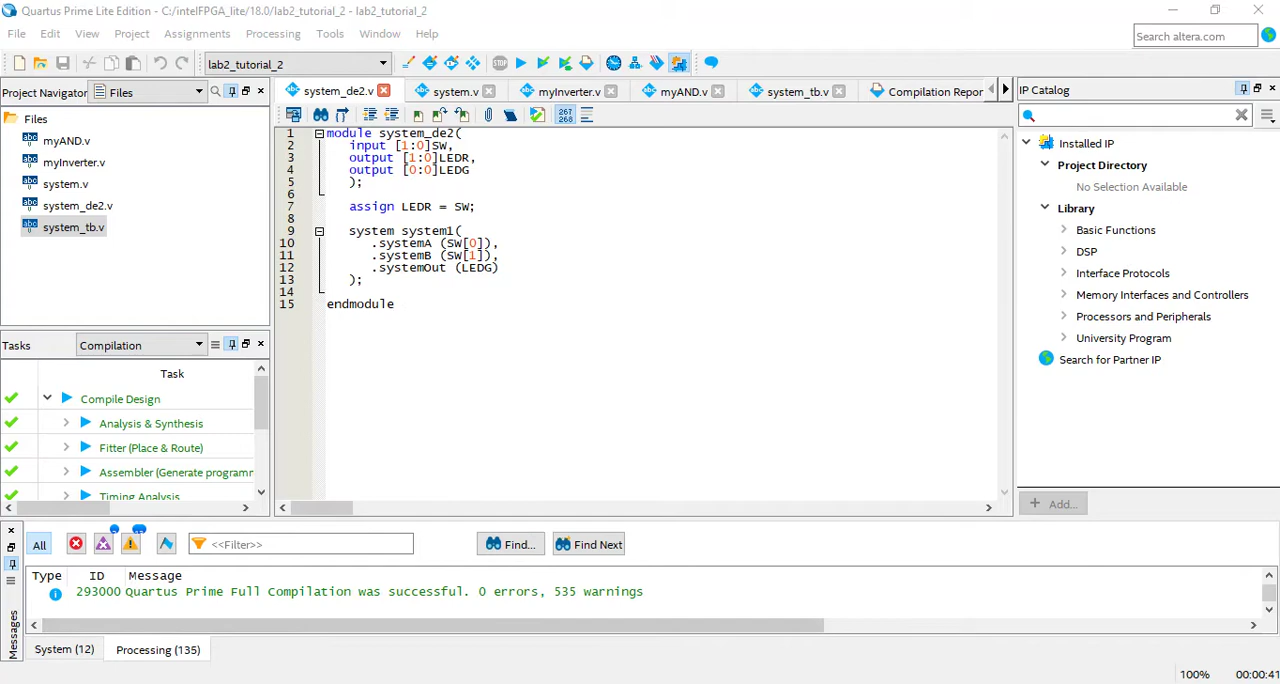 Quartus Prime Lite Edition - C:/intelFPGA_lite/18.0/lab2_tutorial_2 - lab2_tutorial_2
File Edit View Project Assignments Processing Tools Window Help
Search altera.com
lab2_tutorial_2
Project Navigator Files
system_de2.v system.v myInverter.v myAND.v system_tb.v Compilation Repor
IP Catalog
Files
myAND.v
myInverter.v
system.v
system_de2.v
system_tb.v
267
268
1 module system_de2(
2 input [1:0]SW,
3 output [1:0]LEDR,
4 output [0:0]LEDG
5 );
6
7 assign LEDR = SW;
8
9 system system1(
10 .systemA (SW[0]),
11 .systemB (SW[1]),
12 .systemOut (LEDG)
13 );
14
15 endmodule
Installed IP
Project Directory
No Selection Available
Library
Basic Functions
DSP
Interface Protocols
Memory Interfaces and Controllers
Processors and Peripherals
University Program
Search for Partner IP
+ Add...
Tasks Compilation
Task
Compile Design
Analysis & Synthesis
Fitter (Place & Route)
Assembler (Generate programm
Timing Analysis
All <<Filter>> Find... Find Next
Type ID Message
293000 Quartus Prime Full Compilation was successful. 0 errors, 535 warnings
Messages
System (12) Processing (135)
100% 00:00:41